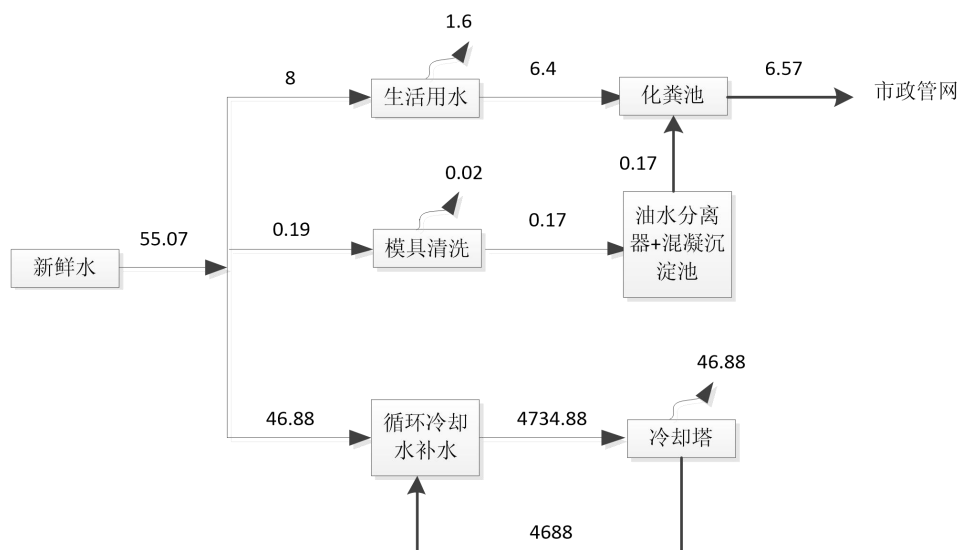 1.6
8
生活用水
6.4
化粪池
6.57
市政管网
0.02
0.17
新鲜水
55.07
0.19
模具清洗
0.17
油水分离
器+混凝沉
淀池
46.88
46.88
循环冷却
水补水
4734.88
冷却塔
4688